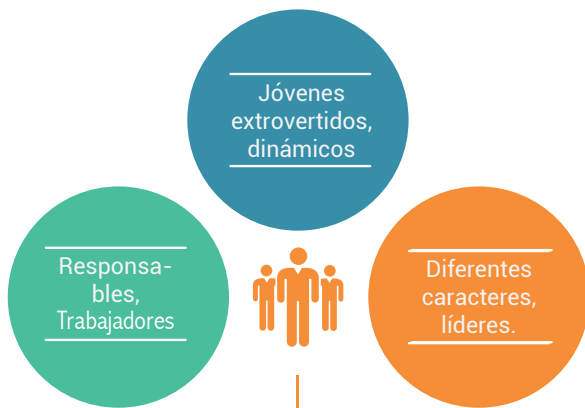 Jóvenes
extrovertidos,
dinámicos
Responsa-
bles,
Trabajadores
Diferentes
caracteres,
líderes.